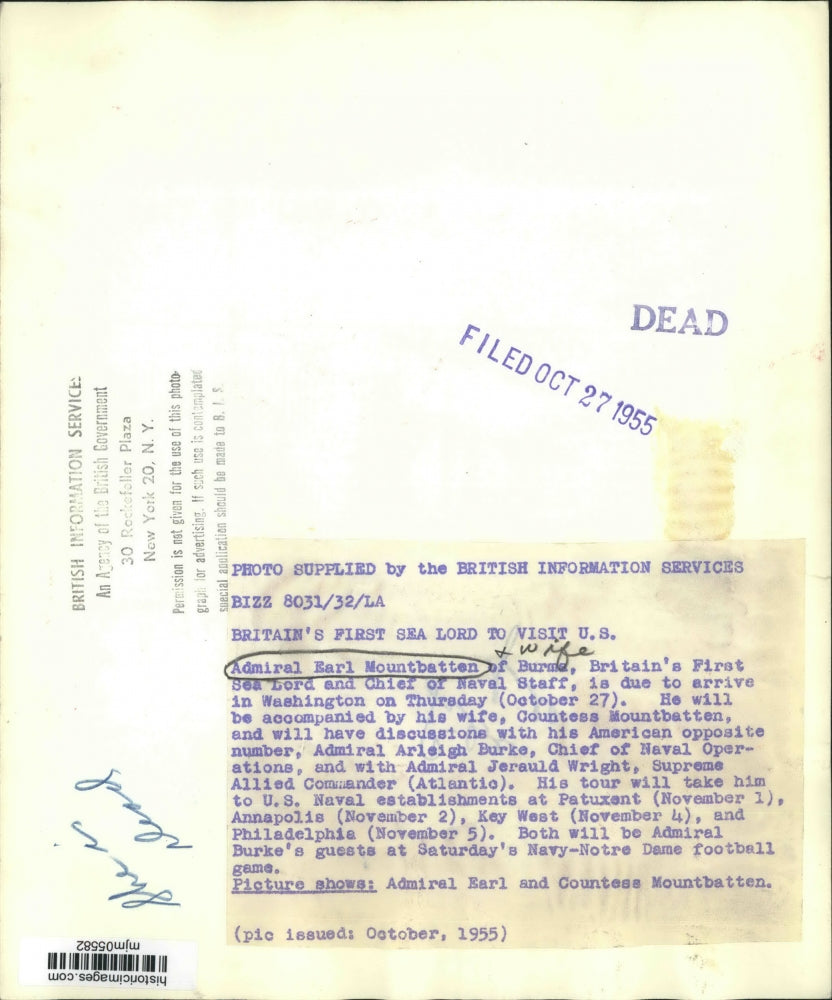 DEAD
FILED OCT 27 1955
BRITISH INFORMATION SERVICES
An Agency of the British Government
30 Rockefeller Plaza
New York 20, N. Y.
Permission is not given for the use of this photo-
graph for advertising. If such use is contemplated
special application should be made to B. I. S.
PHOTO SUPPLIED by the BRITISH INFORMATION SERVICES
BIZZ 8031/32/LA
BRITAIN'S FIRST SEA LORD TO VISIT U.S.
+ wife
Admiral Earl Mountbatten of Burma, Britain's First
Sea Lord and Chief of Naval Staff, is due to arrive
in Washington on Thursday (October 27). He will
be accompanied by his wife, Countess Mountbatten,
and will have discussions with his American opposite
number, Admiral Arleigh Burke, Chief of Naval Oper-
ations, and with Admiral Jerauld Wright, Supreme
Allied Commander (Atlantic). His tour will take him
to U.S. Naval establishments at Patuxent (November 1),
Annapolis (November 2), Key West (November 4), and
Philadelphia (November 5). Both will be Admiral
Burke's guests at Saturday's Navy-Notre Dame football
game.
Picture shows: Admiral Earl and Countess Mountbatten.
(pic issued: October, 1955)
She is
dead
historicimages.com
mjm05582